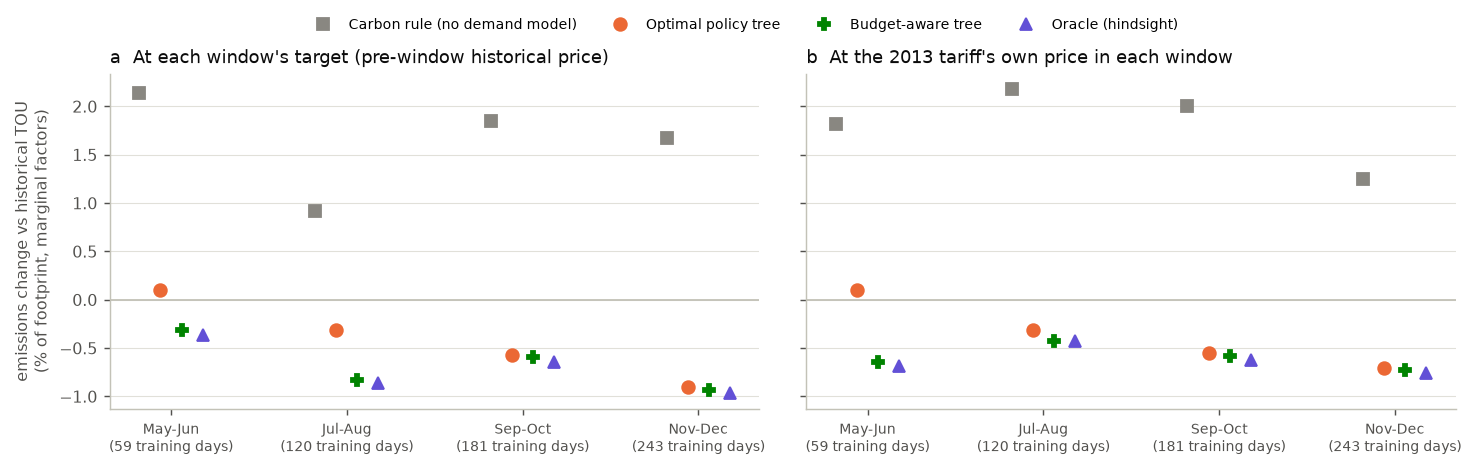 Carbon rule (no demand model)
Optimal policy tree
Budget-aware tree
Oracle (hindsight)
a At each window's target (pre-window historical price)
b At the 2013 tariff's own price in each window
emissions change vs historical TOU
(% of footprint, marginal factors)
2.0
1.5
1.0
0.5
0.0
−0.5
−1.0
May-Jun
(59 training days)
Jul-Aug
(120 training days)
Sep-Oct
(181 training days)
Nov-Dec
(243 training days)
May-Jun
(59 training days)
Jul-Aug
(120 training days)
Sep-Oct
(181 training days)
Nov-Dec
(243 training days)